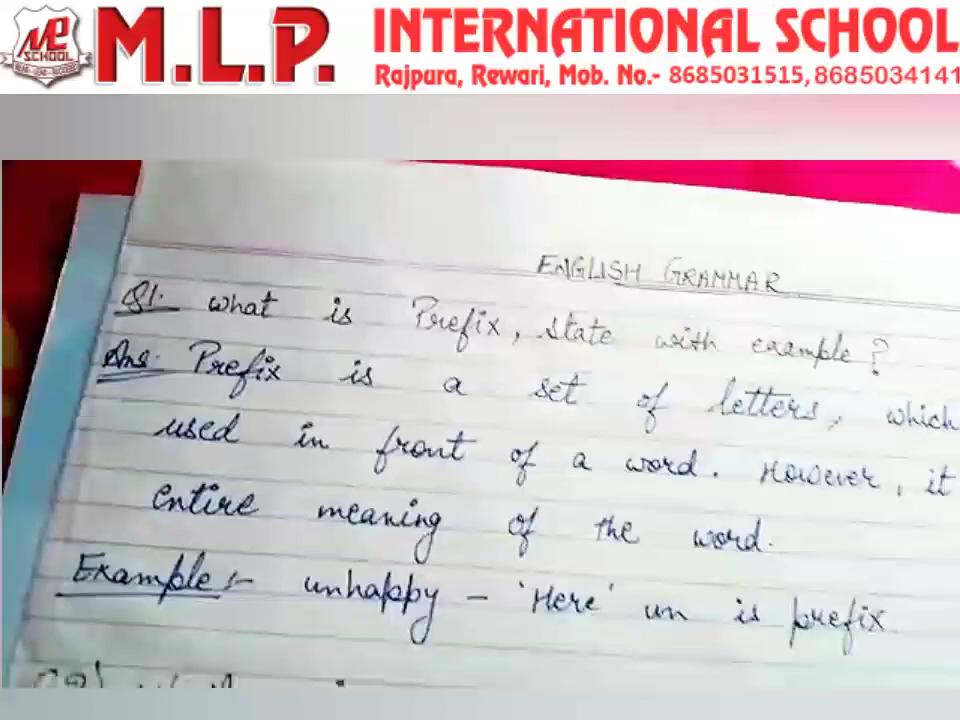 MLP
SCHOOL
M.L.P. INTERNATIONAL SCHOOL
Rajpura, Rewari, Mob. No.- 8685031515, 8685034141
ENGLISH GRAMMAR
Q1. What is Prefix, state with example?
Ans. Prefix is a set of letters, which
used in front of a word. However, it
entire meaning of the word.
Example:- unhappy - 'Here' un is prefix